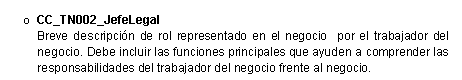 o CC_TN002_JefeLegal
Breve descripción de rol representado en el negocio por el trabajador del
negocio. Debe incluir las funciones principales que ayuden a comprender las
responsabilidades del trabajador del negocio frente al negocio.